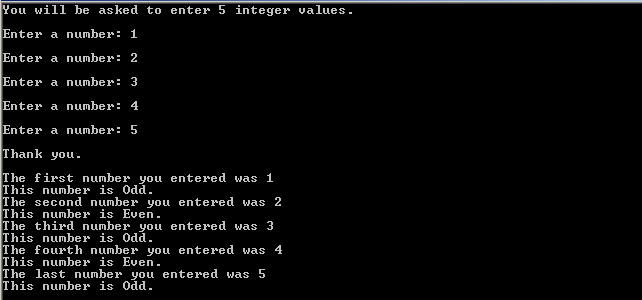 You will be asked to enter 5 integer values.
Enter a number: 1
Enter a number: 2
Enter a number: 3
Enter a number: 4
Enter a number: 5
Thank you.
The first number you entered was 1
This number is Odd.
The second number you entered was 2
This number is Even.
The third number you entered was 3
This number is Odd.
The fourth number you entered was 4
This number is Even.
The last number you entered was 5
This number is Odd.